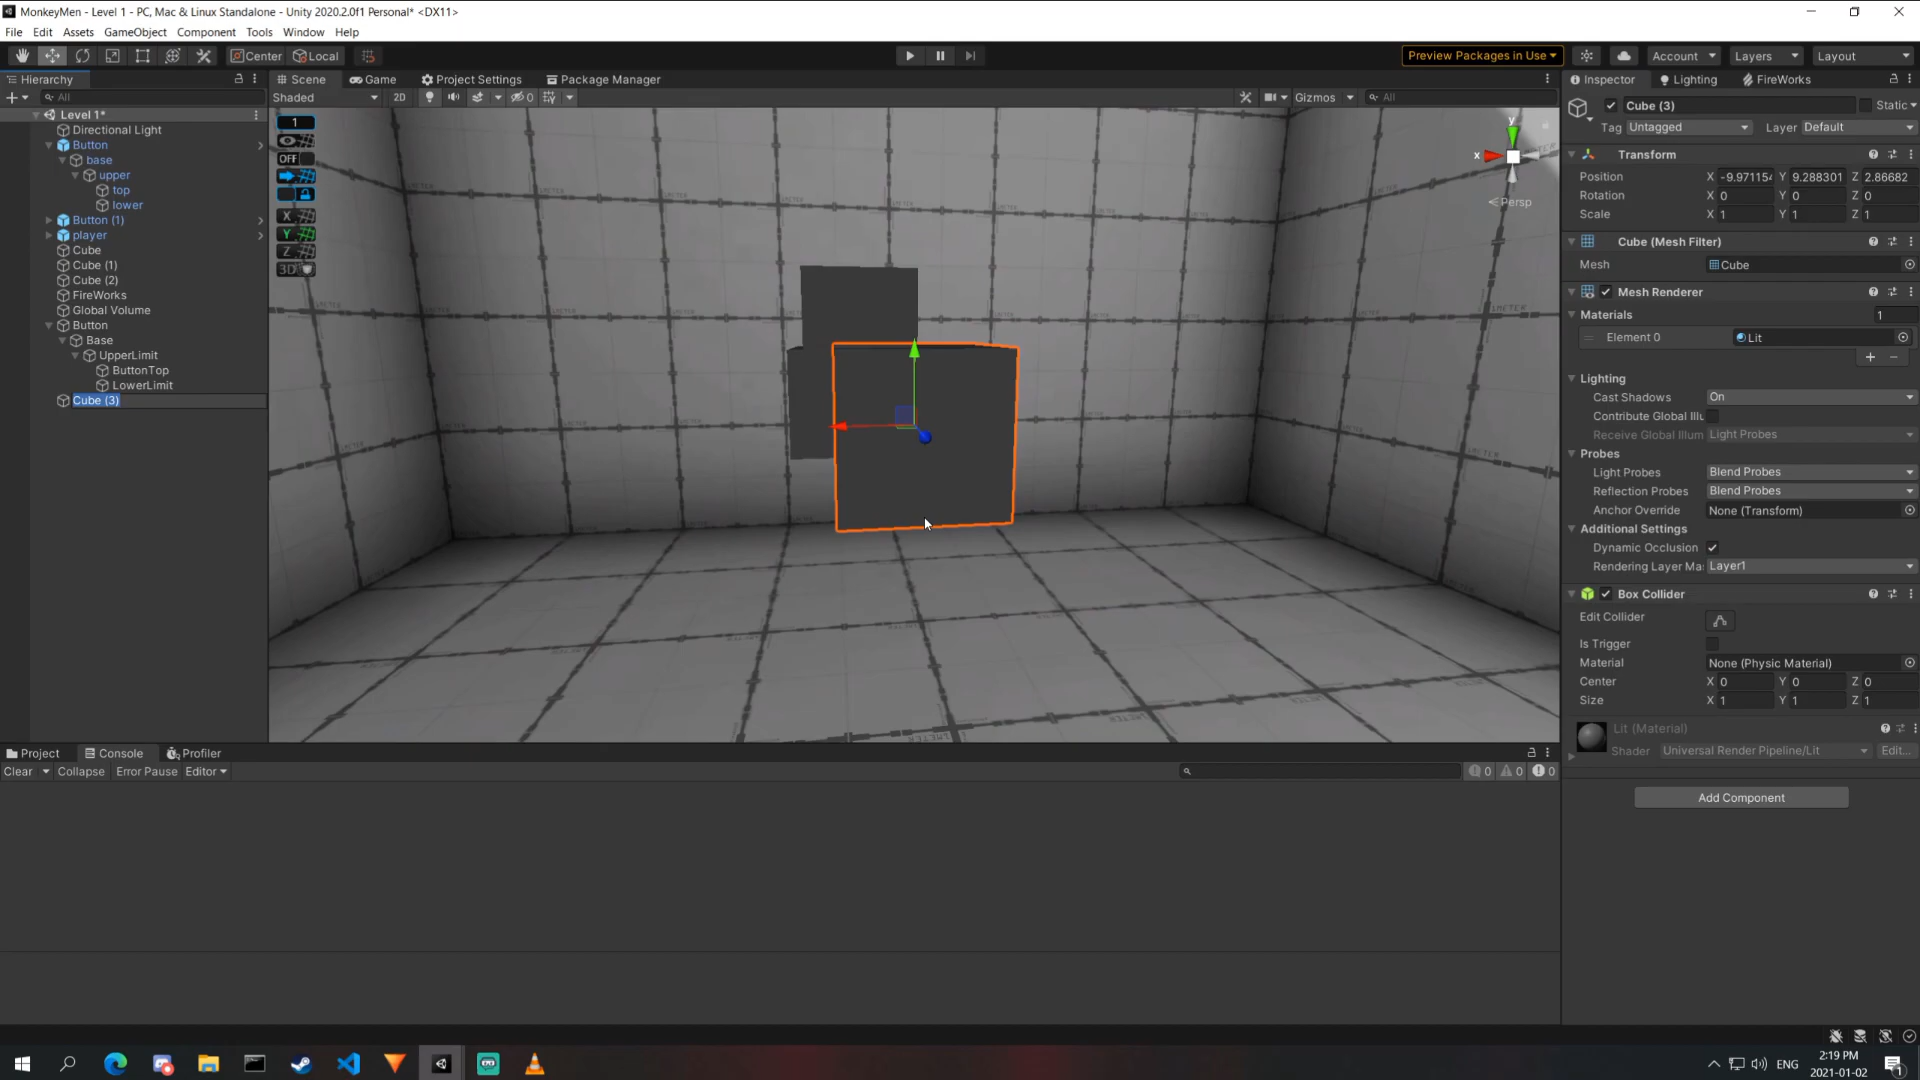 MonkeyMen - Level 1 - PC, Mac & Linux Standalone - Unity 2020.2.0f1 Personal* <DX11>
File Edit Assets GameObject Component Tools Window Help
Center Local
Preview Packages in Use
Account Layers Layout
Hierarchy
Scene Game Project Settings Package Manager
Inspector Lighting FireWorks
All
Shaded 2D 0 Gizmos All
Cube (3) Static
Tag Untagged Layer Default
Level 1*
Directional Light
Button
base
upper
top
lower
Button (1)
player
Cube
Cube (1)
Cube (2)
FireWorks
Global Volume
Button
Base
UpperLimit
ButtonTop
LowerLimit
Cube (3)
1
OFF
X
Y
Z
3D
y
x
Persp
Transform
Position X -9.971154 Y 9.288301 Z 2.86682
Rotation X 0 Y 0 Z 0
Scale X 1 Y 1 Z 1
Cube (Mesh Filter)
Mesh Cube
Mesh Renderer
Materials 1
Element 0 Lit
Lighting
Cast Shadows On
Contribute Global Illu
Receive Global Illum Light Probes
Probes
Light Probes Blend Probes
Reflection Probes Blend Probes
Anchor Override None (Transform)
Additional Settings
Dynamic Occlusion
Rendering Layer Ma: Layer1
Box Collider
Edit Collider
Is Trigger
Material None (Physic Material)
Center X 0 Y 0 Z 0
Size X 1 Y 1 Z 1
Lit (Material)
Shader Universal Render Pipeline/Lit Edit...
Add Component
Project Console Profiler
Clear Collapse Error Pause Editor
0 0 0
ENG
2:19 PM
2021-01-02
1